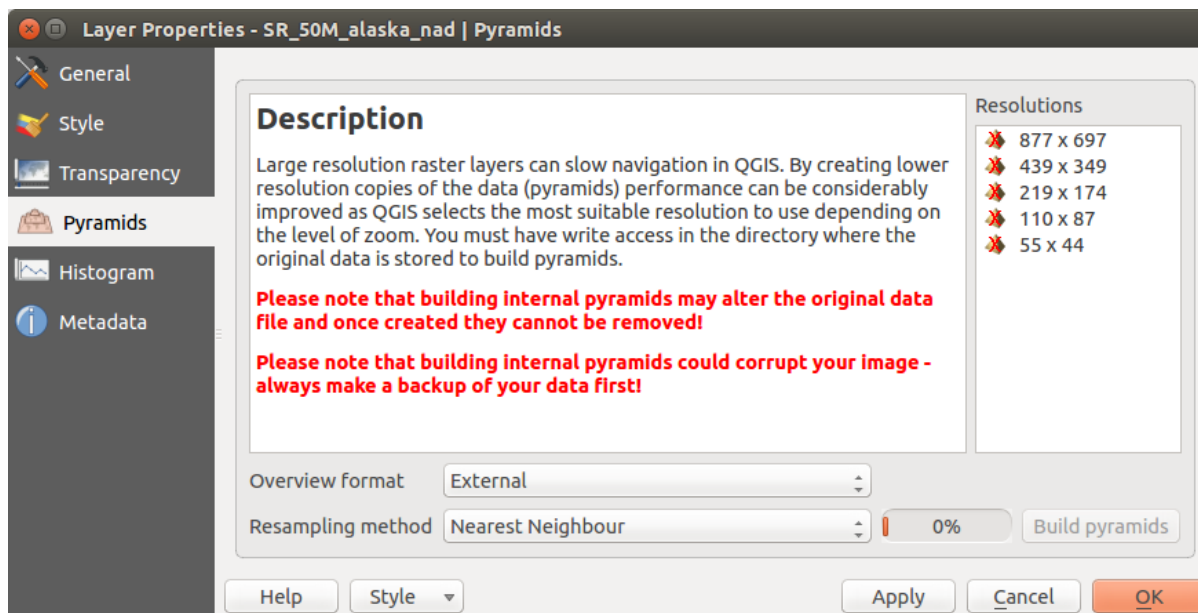 Layer Properties - SR_50M_alaska_nad | Pyramids
General
Style
Transparency
Pyramids
Histogram
Metadata
Description
Large resolution raster layers can slow navigation in QGIS. By creating lower
resolution copies of the data (pyramids) performance can be considerably
improved as QGIS selects the most suitable resolution to use depending on
the level of zoom. You must have write access in the directory where the
original data is stored to build pyramids.
Please note that building internal pyramids may alter the original data
file and once created they cannot be removed!
Please note that building internal pyramids could corrupt your image -
always make a backup of your data first!
Resolutions
877 x 697
439 x 349
219 x 174
110 x 87
55 x 44
Overview format External
Resampling method Nearest Neighbour 0% Build pyramids
Help Style Apply Cancel OK